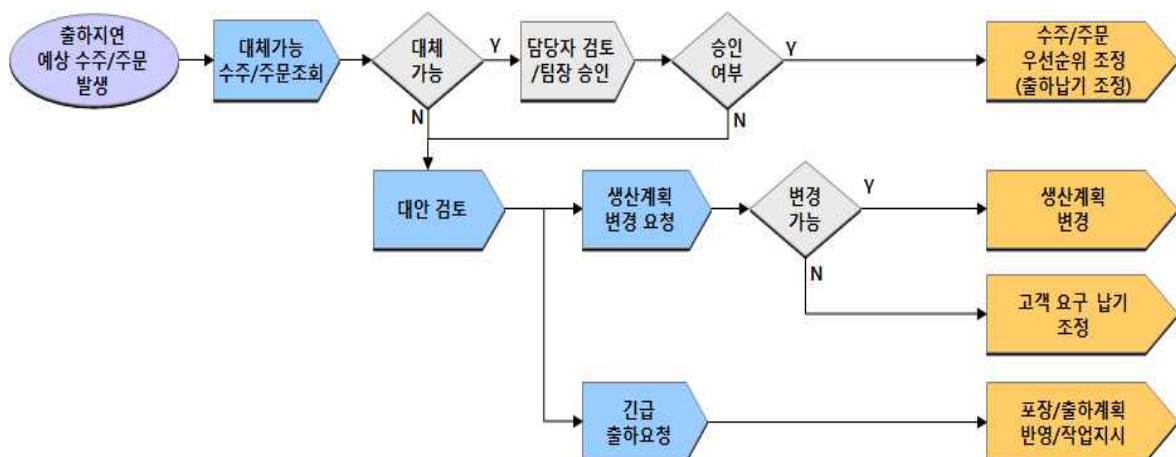 출하지연
예상 수주/주문
발생
대체가능
수주/주문조회
대체
가능
Y
담당자 검토
/팀장 승인
승인
여부
Y
수주/주문
우선순위 조정
(출하납기 조정)
N
N
대안 검토
생산계획
변경 요청
변경
가능
Y
생산계획
변경
N
고객 요구 납기
조정
긴급
출하요청
포장/출하계획
반영/작업지시